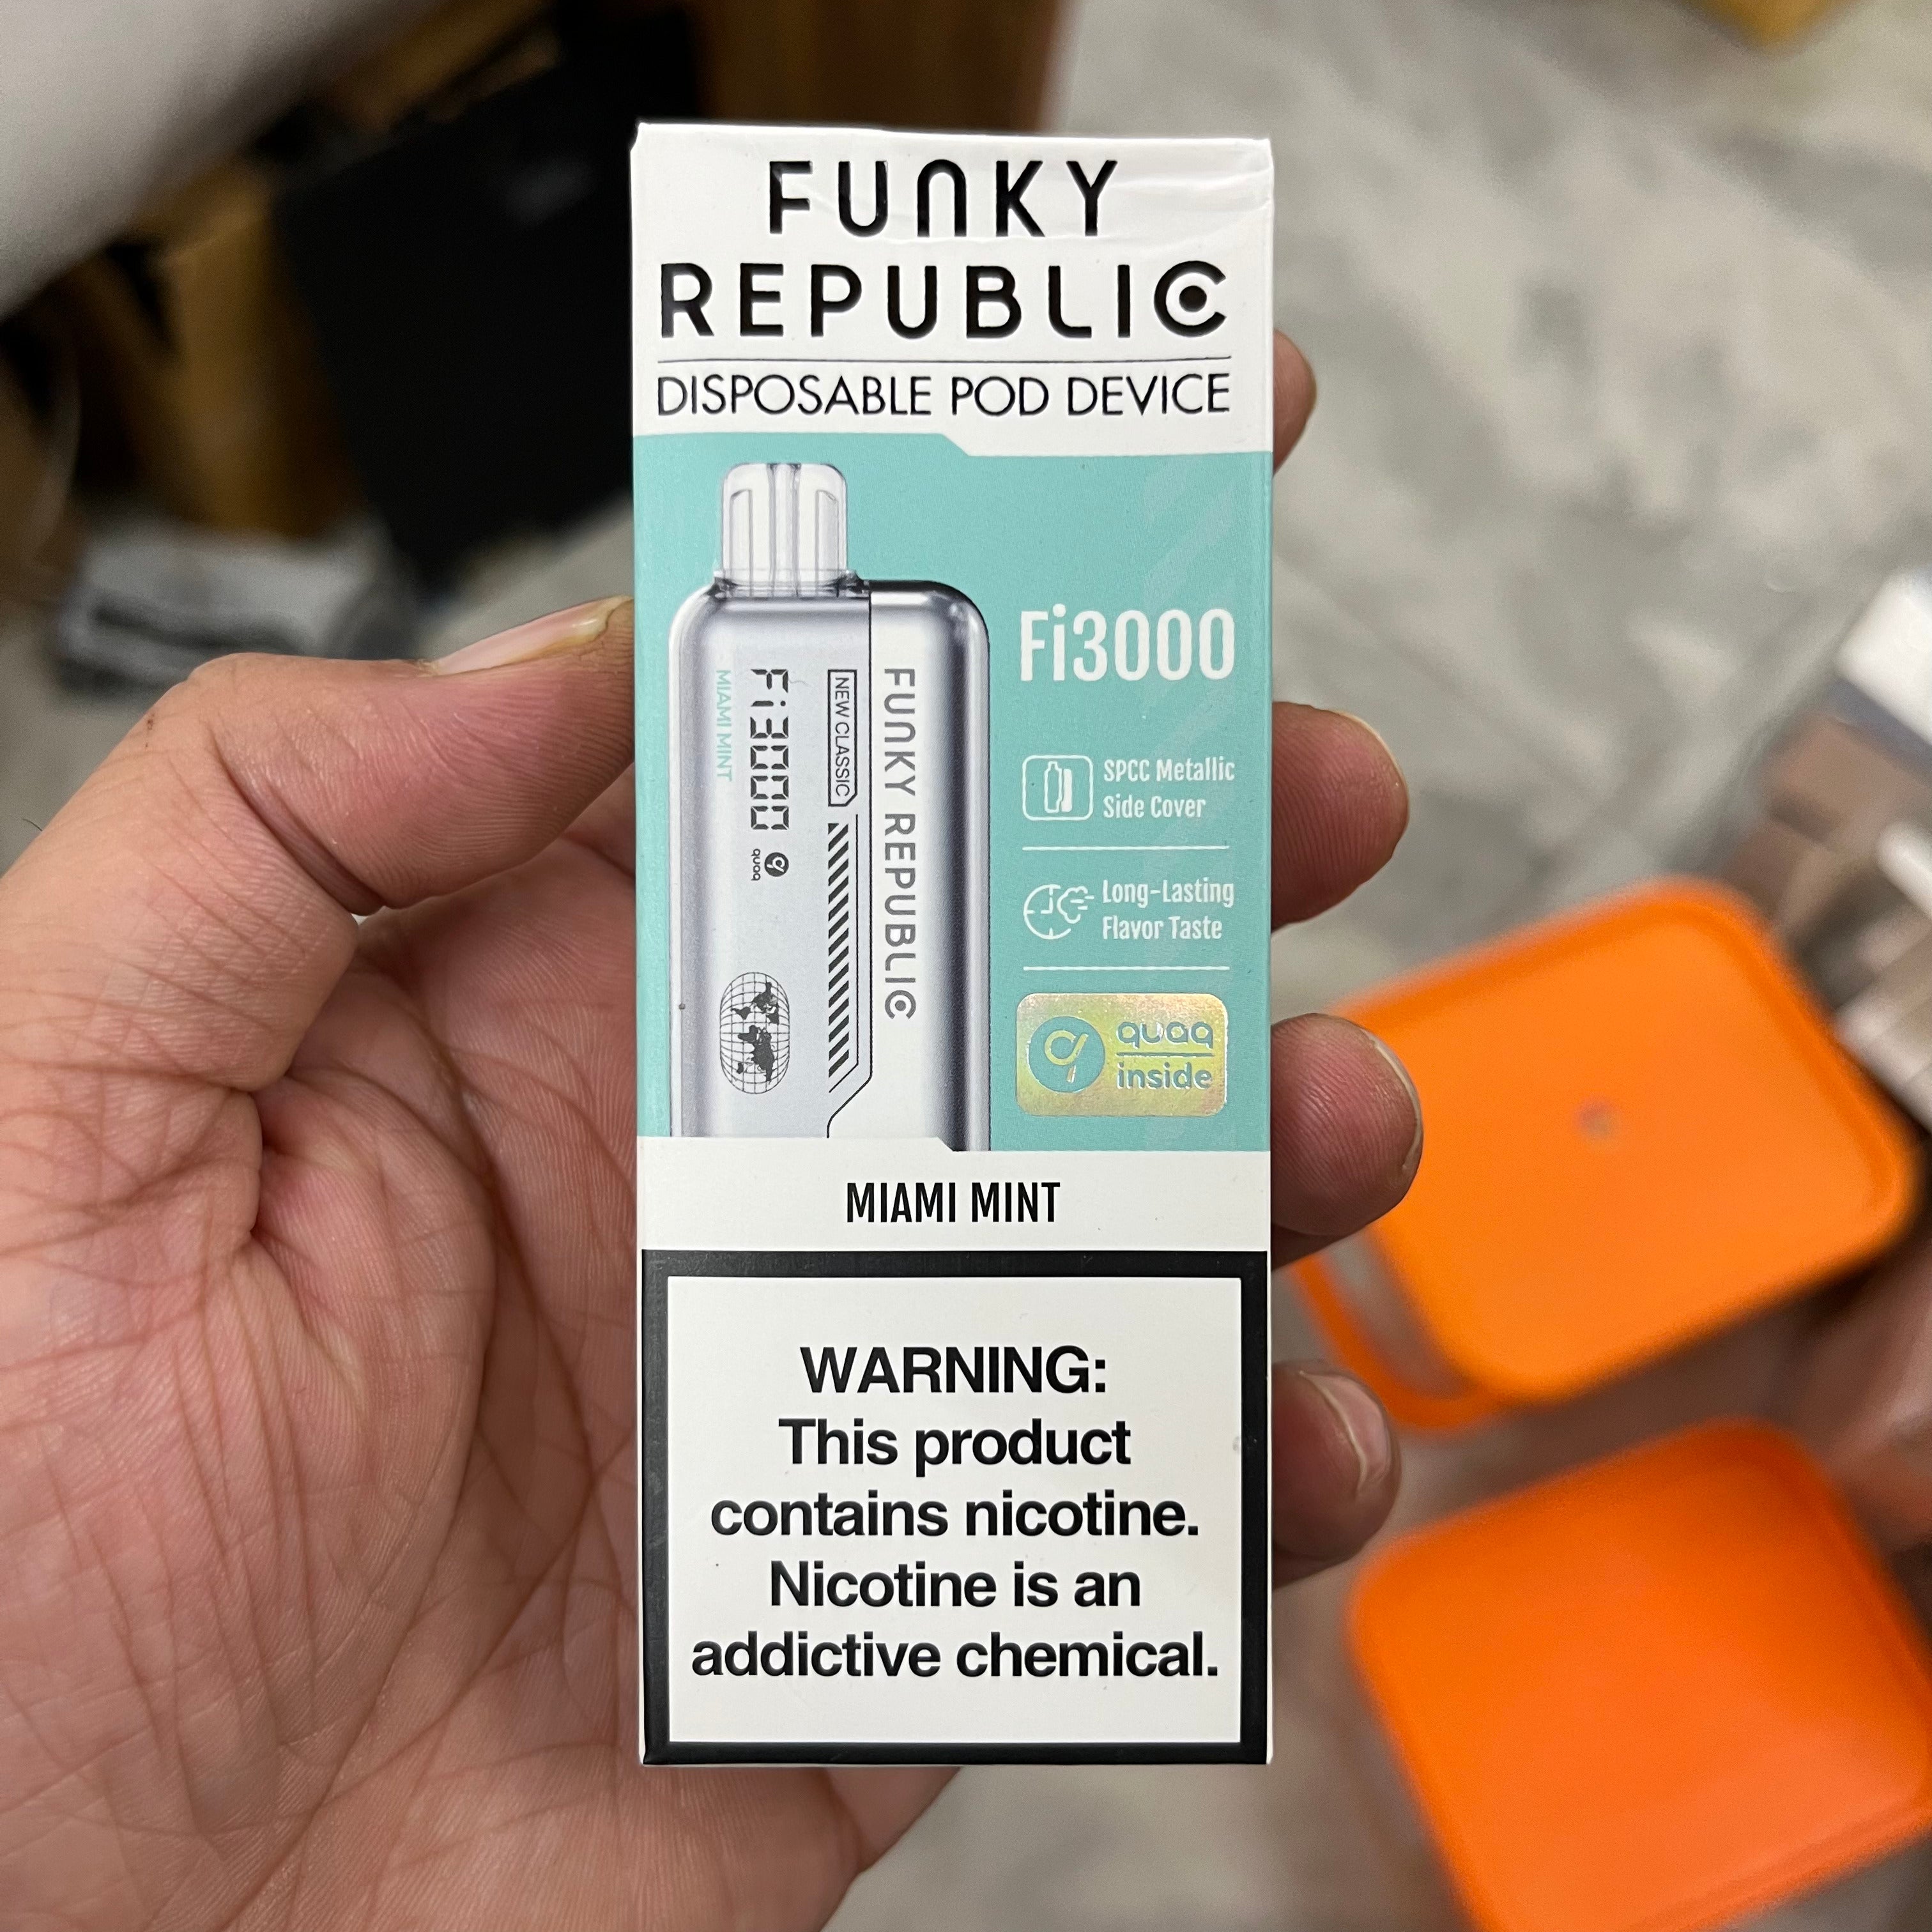 FUNKY
REPUBLIC
DISPOSABLE POD DEVICE
Fi3000
SPCC Metallic
Side Cover
Long-Lasting
Flavor Taste
quaq
inside
FUNKY REPUBLIC
NEW CLASSIC
Fi3000
quaq
MIAMI MINT
MIAMI MINT
WARNING:
This product
contains nicotine.
Nicotine is an
addictive chemical.